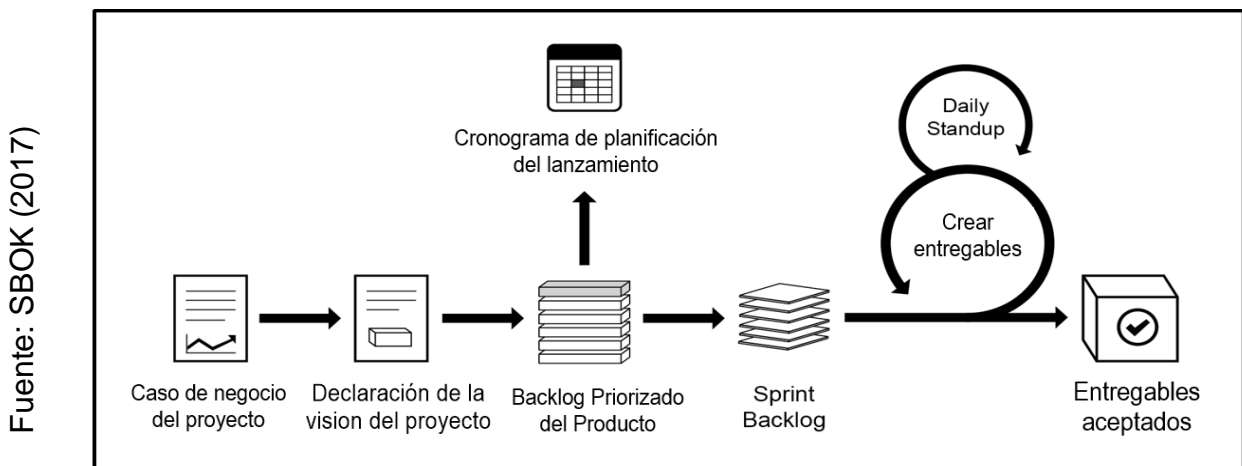 Fuente: SBOK (2017)
Cronograma de planificación
del lanzamiento
Daily
Standup
Crear
entregables
Caso de negocio
del proyecto
Declaración de la
vision del proyecto
Backlog Priorizado
del Producto
Sprint
Backlog
Entregables
aceptados